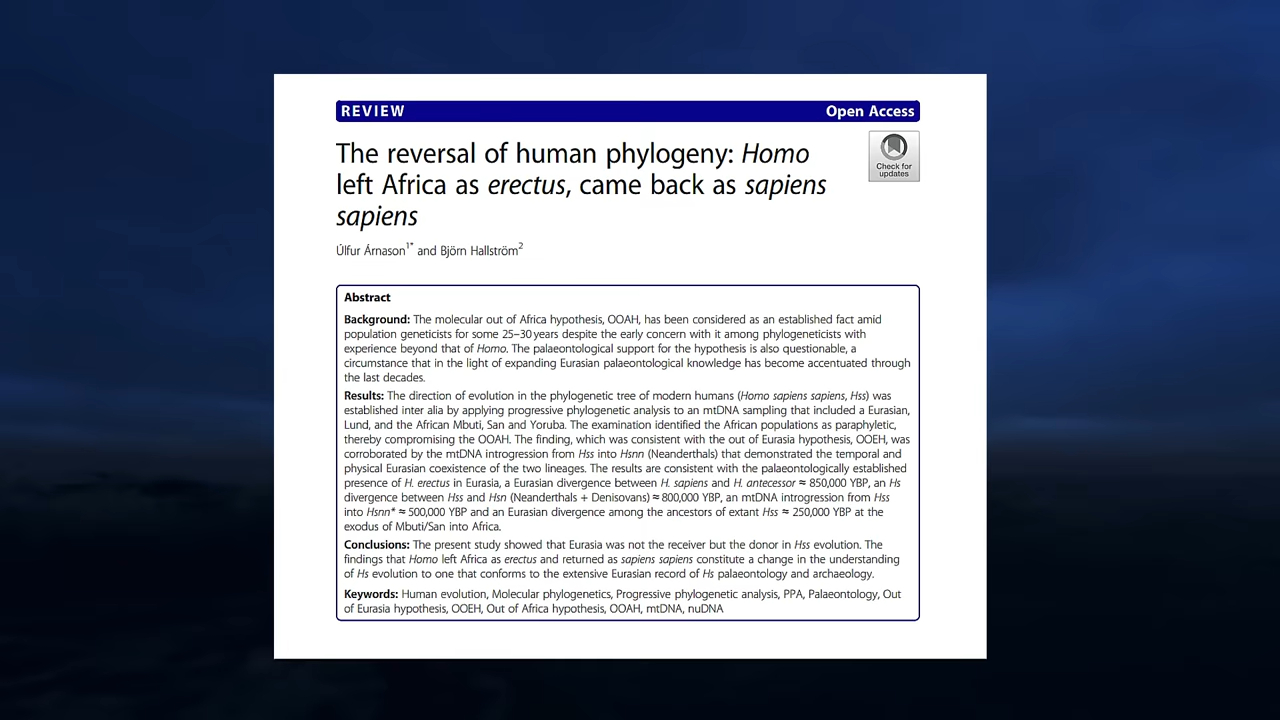 REVIEW Open Access
The reversal of human phylogeny: Homo
left Africa as erectus, came back as sapiens
sapiens
Check for
updates
Úlfur Árnason1* and Björn Hallström2
Abstract
Background: The molecular out of Africa hypothesis, OOAH, has been considered as an established fact amid
population geneticists for some 25–30 years despite the early concern with it among phylogeneticists with
experience beyond that of Homo. The palaeontological support for the hypothesis is also questionable, a
circumstance that in the light of expanding Eurasian palaeontological knowledge has become accentuated through
the last decades.
Results: The direction of evolution in the phylogenetic tree of modern humans (Homo sapiens sapiens, Hss) was
established inter alia by applying progressive phylogenetic analysis to an mtDNA sampling that included a Eurasian,
Lund, and the African Mbuti, San and Yoruba. The examination identified the African populations as paraphyletic,
thereby compromising the OOAH. The finding, which was consistent with the out of Eurasia hypothesis, OOEH, was
corroborated by the mtDNA introgression from Hss into Hsnn (Neanderthals) that demonstrated the temporal and
physical Eurasian coexistence of the two lineages. The results are consistent with the palaeontologically established
presence of H. erectus in Eurasia, a Eurasian divergence between H. sapiens and H. antecessor ≈ 850,000 YBP, an Hs
divergence between Hss and Hsn (Neanderthals + Denisovans) ≈ 800,000 YBP, an mtDNA introgression from Hss
into Hsnn* ≈ 500,000 YBP and an Eurasian divergence among the ancestors of extant Hss ≈ 250,000 YBP at the
exodus of Mbuti/San into Africa.
Conclusions: The present study showed that Eurasia was not the receiver but the donor in Hss evolution. The
findings that Homo left Africa as erectus and returned as sapiens sapiens constitute a change in the understanding
of Hs evolution to one that conforms to the extensive Eurasian record of Hs palaeontology and archaeology.
Keywords: Human evolution, Molecular phylogenetics, Progressive phylogenetic analysis, PPA, Palaeontology, Out
of Eurasia hypothesis, OOEH, Out of Africa hypothesis, OOAH, mtDNA, nuDNA